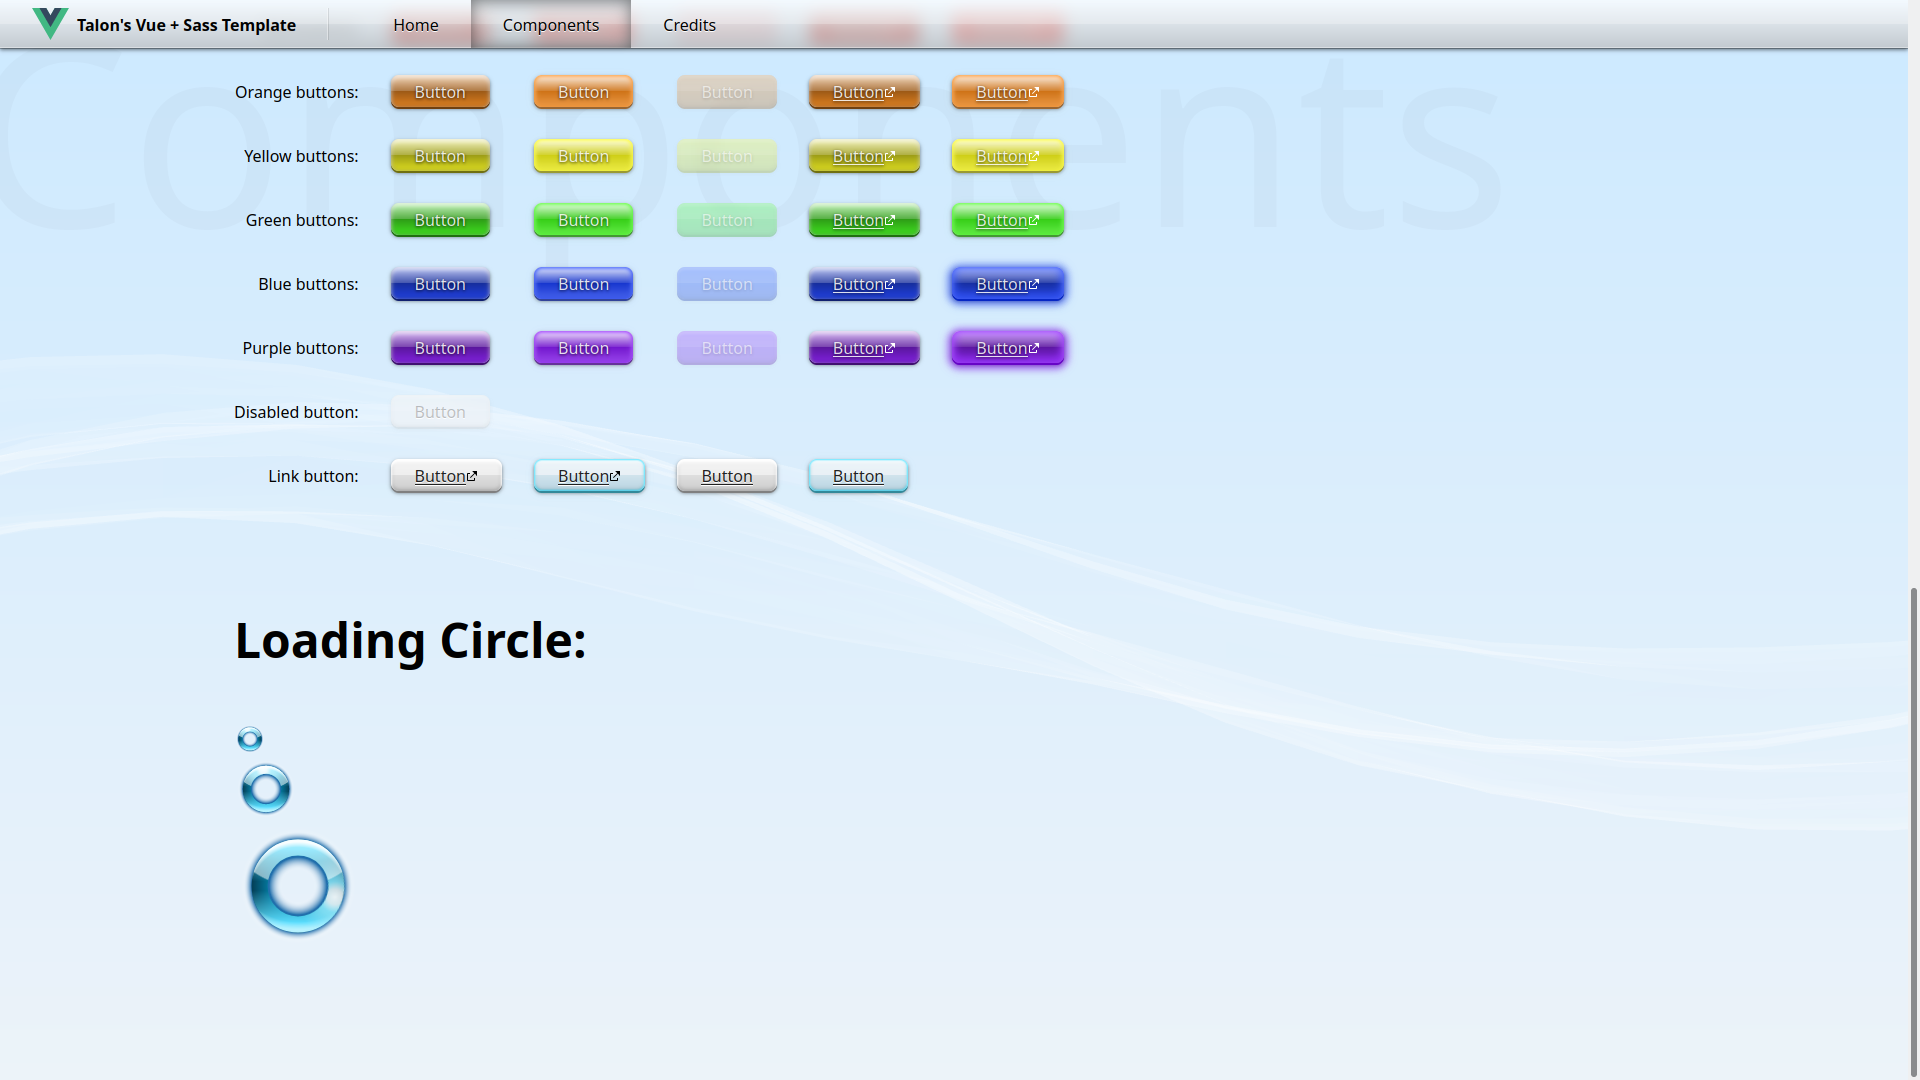 Talon's Vue + Sass Template Home Components Credits
Components
Orange buttons: Button Button Button Button Button
Yellow buttons: Button Button Button Button Button
Green buttons: Button Button Button Button Button
Blue buttons: Button Button Button Button Button
Purple buttons: Button Button Button Button Button
Disabled button: Button
Link button: Button Button Button Button
Loading Circle: